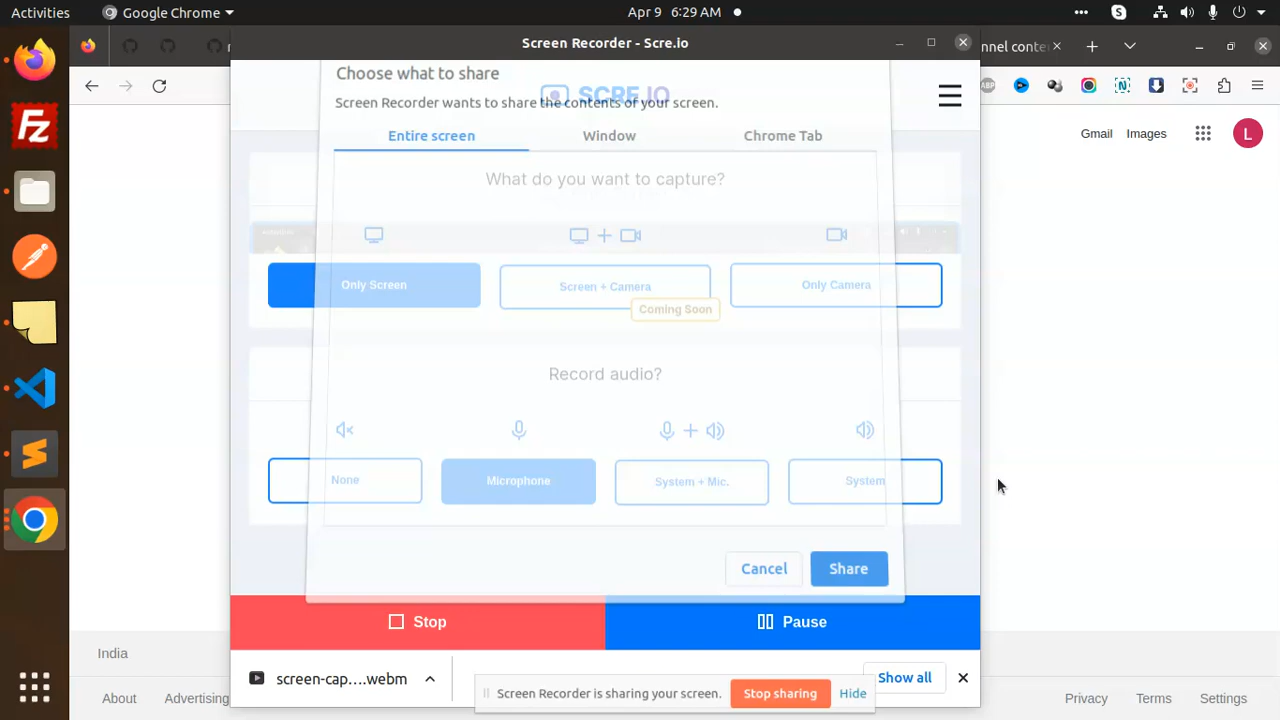 Activities
Google Chrome
Apr 9 6:29 AM
Screen Recorder - Scre.io
nnel conte
Choose what to share
SCRE.IO
Screen Recorder wants to share the contents of your screen.
Entire screen
Window
Chrome Tab
Gmail
Images
L
What do you want to capture?
Only Screen
Screen + Camera
Only Camera
Coming Soon
Record audio?
None
Microphone
System + Mic.
System
Cancel
Share
Stop
Pause
India
screen-cap....webm
Show all
Screen Recorder is sharing your screen.
Stop sharing
Hide
About
Advertising
Privacy
Terms
Settings